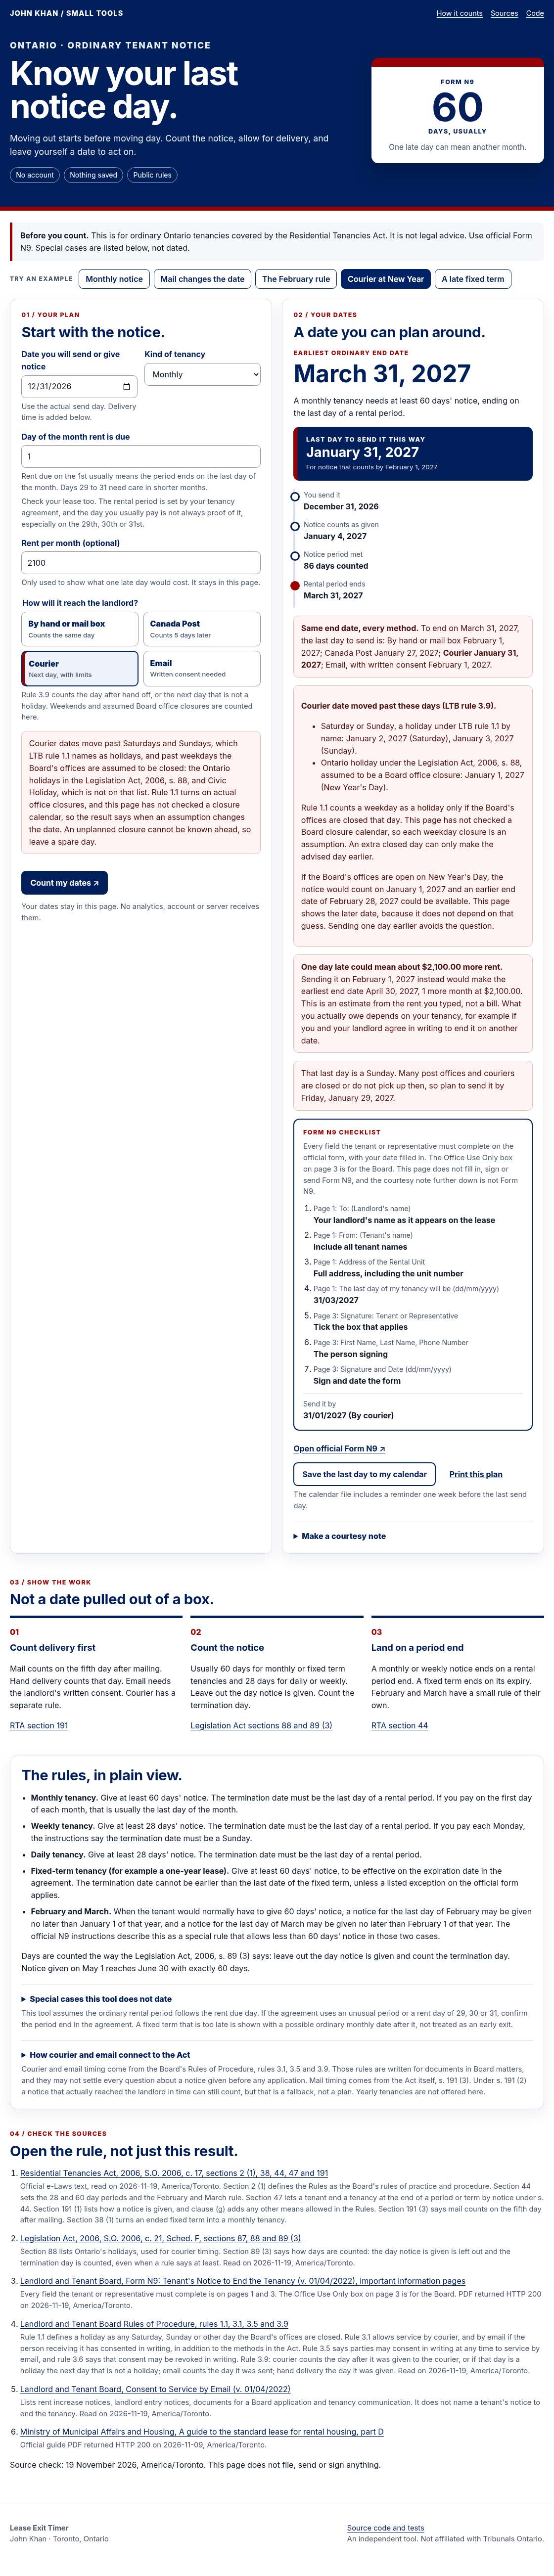 JOHN KHAN / SMALL TOOLS
How it counts Sources Code
ONTARIO · ORDINARY TENANT NOTICE
Know your last
notice day.
Moving out starts before moving day. Count the notice, allow for delivery, and
leave yourself a date to act on.
No account Nothing saved Public rules
FORM N9
60
DAYS, USUALLY
One late day can mean another month.
Before you count. This is for ordinary Ontario tenancies covered by the Residential Tenancies Act. It is not legal advice. Use official Form
N9. Special cases are listed below, not dated.
TRY AN EXAMPLE Monthly notice Mail changes the date The February rule Courier at New Year A late fixed term
01 / YOUR PLAN
Start with the notice.
Date you will send or give
notice
12/31/2026
Use the actual send day. Delivery
time is added below.
Kind of tenancy
Monthly
Day of the month rent is due
1
Rent due on the 1st usually means the period ends on the last day of
the month. Days 29 to 31 need care in shorter months.
Check your lease too. The rental period is set by your tenancy
agreement, and the day you usually pay is not always proof of it,
especially on the 29th, 30th or 31st.
Rent per month (optional)
2100
Only used to show what one late day would cost. It stays in this page.
How will it reach the landlord?
By hand or mail box
Counts the same day
Canada Post
Counts 5 days later
Courier
Next day, with limits
Email
Written consent needed
Rule 3.9 counts the day after hand off, or the next day that is not a
holiday. Weekends and assumed Board office closures are counted
here.
Courier dates move past Saturdays and Sundays, which
LTB rule 1.1 names as holidays, and past weekdays the
Board's offices are assumed to be closed: the Ontario
holidays in the Legislation Act, 2006, s. 88, and Civic
Holiday, which is not on that list. Rule 1.1 turns on actual
office closures, and this page has not checked a closure
calendar, so the result says when an assumption changes
the date. An unplanned closure cannot be known ahead, so
leave a spare day.
Count my dates ↗
Your dates stay in this page. No analytics, account or server receives
them.
02 / YOUR DATES
A date you can plan around.
EARLIEST ORDINARY END DATE
March 31, 2027
A monthly tenancy needs at least 60 days' notice, ending on
the last day of a rental period.
LAST DAY TO SEND IT THIS WAY
January 31, 2027
For notice that counts by February 1, 2027
You send it
December 31, 2026
Notice counts as given
January 4, 2027
Notice period met
86 days counted
Rental period ends
March 31, 2027
Same end date, every method. To end on March 31, 2027,
the last day to send is: By hand or mail box February 1,
2027; Canada Post January 27, 2027; Courier January 31,
2027; Email, with written consent February 1, 2027.
Courier date moved past these days (LTB rule 3.9).
• Saturday or Sunday, a holiday under LTB rule 1.1 by
name: January 2, 2027 (Saturday), January 3, 2027
(Sunday).
• Ontario holiday under the Legislation Act, 2006, s. 88,
assumed to be a Board office closure: January 1, 2027
(New Year's Day).
Rule 1.1 counts a weekday as a holiday only if the Board's
offices are closed that day. This page has not checked a
Board closure calendar, so each weekday closure is an
assumption. An extra closed day can only make the
advised day earlier.
If the Board's offices are open on New Year's Day, the
notice would count on January 1, 2027 and an earlier end
date of February 28, 2027 could be available. This page
shows the later date, because it does not depend on that
guess. Sending one day earlier avoids the question.
One day late could mean about $2,100.00 more rent.
Sending it on February 1, 2027 instead would make the
earliest end date April 30, 2027, 1 more month at $2,100.00.
This is an estimate from the rent you typed, not a bill. What
you actually owe depends on your tenancy, for example if
you and your landlord agree in writing to end it on another
date.
That last day is a Sunday. Many post offices and couriers
are closed or do not pick up then, so plan to send it by
Friday, January 29, 2027.
FORM N9 CHECKLIST
Every field the tenant or representative must complete on the
official form, with your date filled in. The Office Use Only box
on page 3 is for the Board. This page does not fill in, sign or
send Form N9, and the courtesy note further down is not Form
N9.
1. Page 1: To: (Landlord's name)
Your landlord's name as it appears on the lease
2. Page 1: From: (Tenant's name)
Include all tenant names
3. Page 1: Address of the Rental Unit
Full address, including the unit number
4. Page 1: The last day of my tenancy will be (dd/mm/yyyy)
31/03/2027
5. Page 3: Signature: Tenant or Representative
Tick the box that applies
6. Page 3: First Name, Last Name, Phone Number
The person signing
7. Page 3: Signature and Date (dd/mm/yyyy)
Sign and date the form
Send it by
31/01/2027 (By courier)
Open official Form N9 ↗
Save the last day to my calendar Print this plan
The calendar file includes a reminder one week before the last send
day.
▶ Make a courtesy note
03 / SHOW THE WORK
Not a date pulled out of a box.
01
Count delivery first
Mail counts on the fifth day after mailing.
Hand delivery counts that day. Email needs
the landlord's written consent. Courier has a
separate rule.
RTA section 191
02
Count the notice
Usually 60 days for monthly or fixed term
tenancies and 28 days for daily or weekly.
Leave out the day notice is given. Count the
termination day.
Legislation Act sections 88 and 89 (3)
03
Land on a period end
A monthly or weekly notice ends on a rental
period end. A fixed term ends on its expiry.
February and March have a small rule of their
own.
RTA section 44
The rules, in plain view.
• Monthly tenancy. Give at least 60 days' notice. The termination date must be the last day of a rental period. If you pay on the first day
of each month, that is usually the last day of the month.
• Weekly tenancy. Give at least 28 days' notice. The termination date must be the last day of a rental period. If you pay each Monday,
the instructions say the termination date must be a Sunday.
• Daily tenancy. Give at least 28 days' notice. The termination date must be the last day of a rental period.
• Fixed-term tenancy (for example a one-year lease). Give at least 60 days' notice, to be effective on the expiration date in the
agreement. The termination date cannot be earlier than the last date of the fixed term, unless a listed exception on the official form
applies.
• February and March. When the tenant would normally have to give 60 days' notice, a notice for the last day of February may be given
no later than January 1 of that year, and a notice for the last day of March may be given no later than February 1 of that year. The
official N9 instructions describe this as a special rule that allows less than 60 days' notice in those two cases.
Days are counted the way the Legislation Act, 2006, s. 89 (3) says: leave out the day notice is given and count the termination day.
Notice given on May 1 reaches June 30 with exactly 60 days.
▶ Special cases this tool does not date
This tool assumes the ordinary rental period follows the rent due day. If the agreement uses an unusual period or a rent day of 29, 30 or 31, confirm
the period end in the agreement. A fixed term that is too late is shown with a possible ordinary monthly date after it, not treated as an early exit.
▶ How courier and email connect to the Act
Courier and email timing come from the Board's Rules of Procedure, rules 3.1, 3.5 and 3.9. Those rules are written for documents in Board matters,
and they may not settle every question about a notice given before any application. Mail timing comes from the Act itself, s. 191 (3). Under s. 191 (2)
a notice that actually reached the landlord in time can still count, but that is a fallback, not a plan. Yearly tenancies are not offered here.
04 / CHECK THE SOURCES
Open the rule, not just this result.
1. Residential Tenancies Act, 2006, S.O. 2006, c. 17, sections 2 (1), 38, 44, 47 and 191
Official e-Laws text, read on 2026-11-19, America/Toronto. Section 2 (1) defines the Rules as the Board's rules of practice and procedure. Section 44
sets the 28 and 60 day periods and the February and March rule. Section 47 lets a tenant end a tenancy at the end of a period or term by notice under s.
44. Section 191 (1) lists how a notice is given, and clause (g) adds any other means allowed in the Rules. Section 191 (3) says mail counts on the fifth day
after mailing. Section 38 (1) turns an ended fixed term into a monthly tenancy.
2. Legislation Act, 2006, S.O. 2006, c. 21, Sched. F, sections 87, 88 and 89 (3)
Section 88 lists Ontario's holidays, used for courier timing. Section 89 (3) says how days are counted: the day notice is given is left out and the
termination day is counted, even when a rule says at least. Read on 2026-11-19, America/Toronto.
3. Landlord and Tenant Board, Form N9: Tenant's Notice to End the Tenancy (v. 01/04/2022), important information pages
Every field the tenant or representative must complete is on pages 1 and 3. The Office Use Only box on page 3 is for the Board. PDF returned HTTP 200
on 2026-11-19, America/Toronto.
4. Landlord and Tenant Board Rules of Procedure, rules 1.1, 3.1, 3.5 and 3.9
Rule 1.1 defines a holiday as any Saturday, Sunday or other day the Board's offices are closed. Rule 3.1 allows service by courier, and by email if the
person receiving it has consented in writing, in addition to the methods in the Act. Rule 3.5 says parties may consent in writing at any time to service by
email, and rule 3.6 says that consent may be revoked in writing. Rule 3.9: courier counts the day after it was given to the courier, or if that day is a
holiday the next day that is not a holiday; email counts the day it was sent; hand delivery the day it was given. Read on 2026-11-19, America/Toronto.
5. Landlord and Tenant Board, Consent to Service by Email (v. 01/04/2022)
Lists rent increase notices, landlord entry notices, documents for a Board application and tenancy communication. It does not name a tenant's notice to
end the tenancy. Read on 2026-11-19, America/Toronto.
6. Ministry of Municipal Affairs and Housing, A guide to the standard lease for rental housing, part D
Official guide PDF returned HTTP 200 on 2026-11-09, America/Toronto.
Source check: 19 November 2026, America/Toronto. This page does not file, send or sign anything.
Lease Exit Timer
John Khan · Toronto, Ontario
Source code and tests
An independent tool. Not affiliated with Tribunals Ontario.